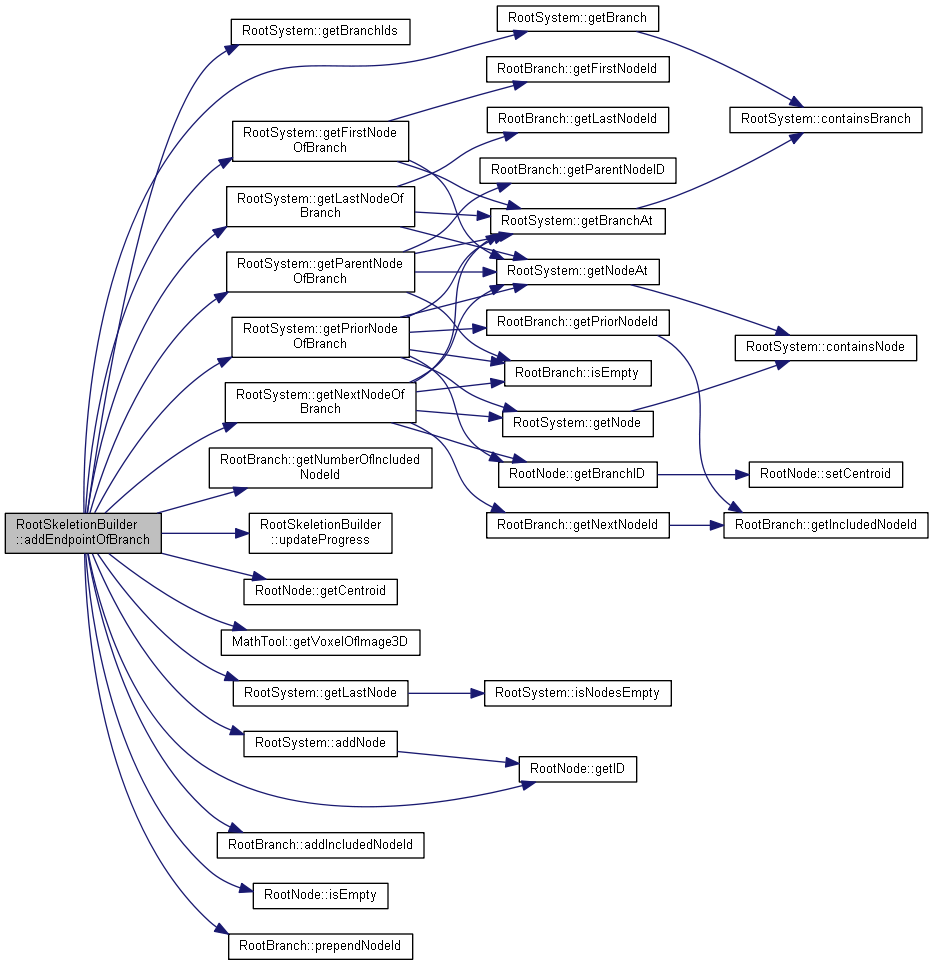 RootSkeletionBuilder
::addEndpointOfBranch
RootSystem::getBranchIds
RootSystem::getBranch
RootBranch::getFirstNodeId
RootSystem::getFirstNode
OfBranch
RootBranch::getLastNodeId
RootSystem::containsBranch
RootBranch::getParentNodeID
RootSystem::getLastNodeOf
Branch
RootSystem::getBranchAt
RootSystem::getParentNode
OfBranch
RootSystem::getNodeAt
RootSystem::getPriorNode
OfBranch
RootBranch::getPriorNodeId
RootSystem::containsNode
RootBranch::isEmpty
RootSystem::getNextNodeOf
Branch
RootSystem::getNode
RootBranch::getNumberOfIncluded
NodeId
RootNode::getBranchID
RootNode::setCentroid
RootSkeletionBuilder
::updateProgress
RootBranch::getNextNodeId
RootBranch::getIncludedNodeId
RootNode::getCentroid
MathTool::getVoxelOfImage3D
RootSystem::getLastNode
RootSystem::isNodesEmpty
RootSystem::addNode
RootNode::getID
RootBranch::addIncludedNodeId
RootNode::isEmpty
RootBranch::prependNodeId